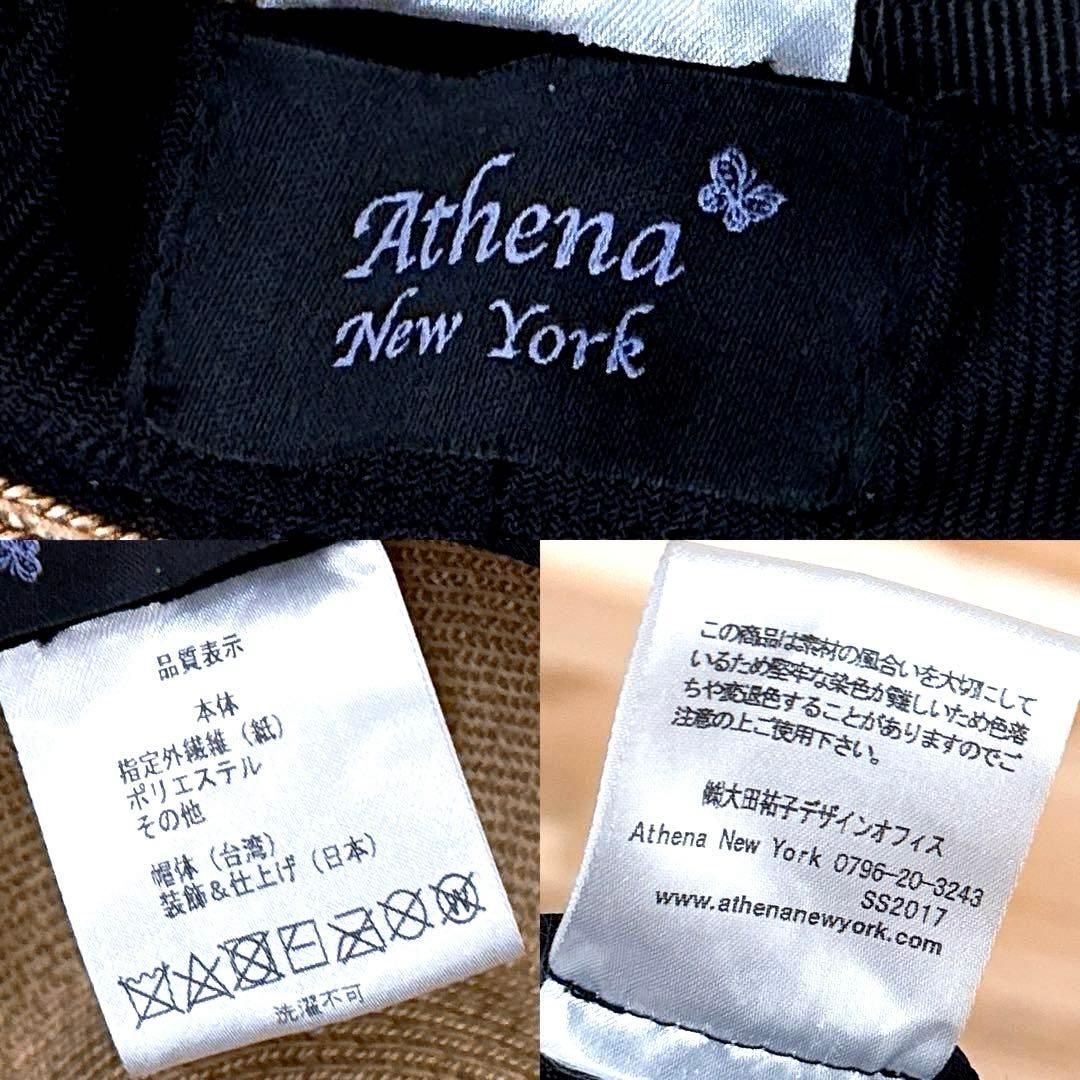 Athena
New York
品質表示
本体
指定外繊維（紙）
ポリエステル
その他
帽体（台湾）
装飾＆仕上げ（日本）
W
洗濯不可
この商品は素材の風合いを大切にして
いるため堅牢な染色が難しいため色落
ちや変退色することがありますのでご
注意の上ご使用下さい。
㈱大田祐子デザインオフィス
Athena New York 0796-20-3243
SS2017
www.athenanewyork.com